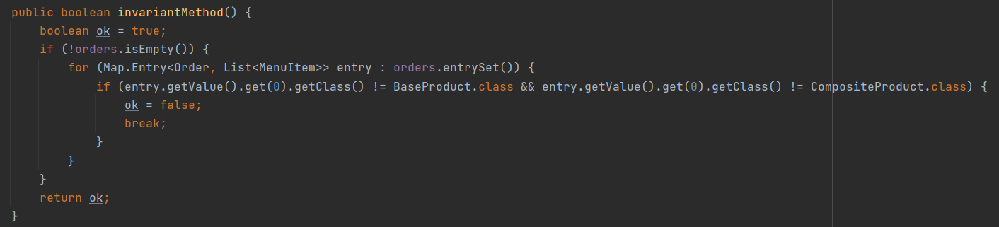 public boolean invariantMethod() {
    boolean ok = true;
    if (!orders.isEmpty()) {
        for (Map.Entry<Order, List<MenuItem>> entry : orders.entrySet()) {
            if (entry.getValue().get(0).getClass() != BaseProduct.class && entry.getValue().get(0).getClass() != CompositeProduct.class) {
                ok = false;
                break;
            }
        }
    }
    return ok;
}